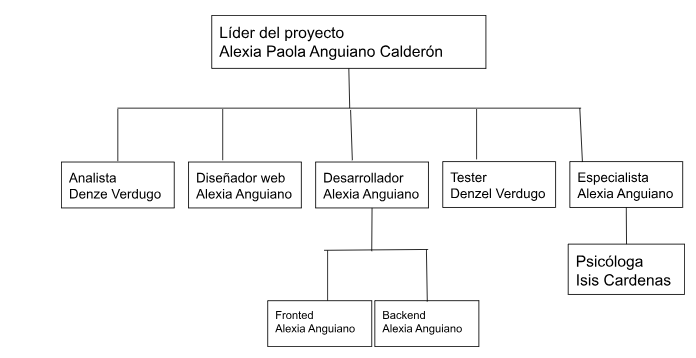 Líder del proyecto
Alexia Paola Anguiano Calderón
Analista
Denze Verdugo
Diseñador web
Alexia Anguiano
Desarrollador
Alexia Anguiano
Tester
Denzel Verdugo
Especialista
Alexia Anguiano
Psicóloga
Isis Cardenas
Fronted
Alexia Anguiano
Backend
Alexia Anguiano